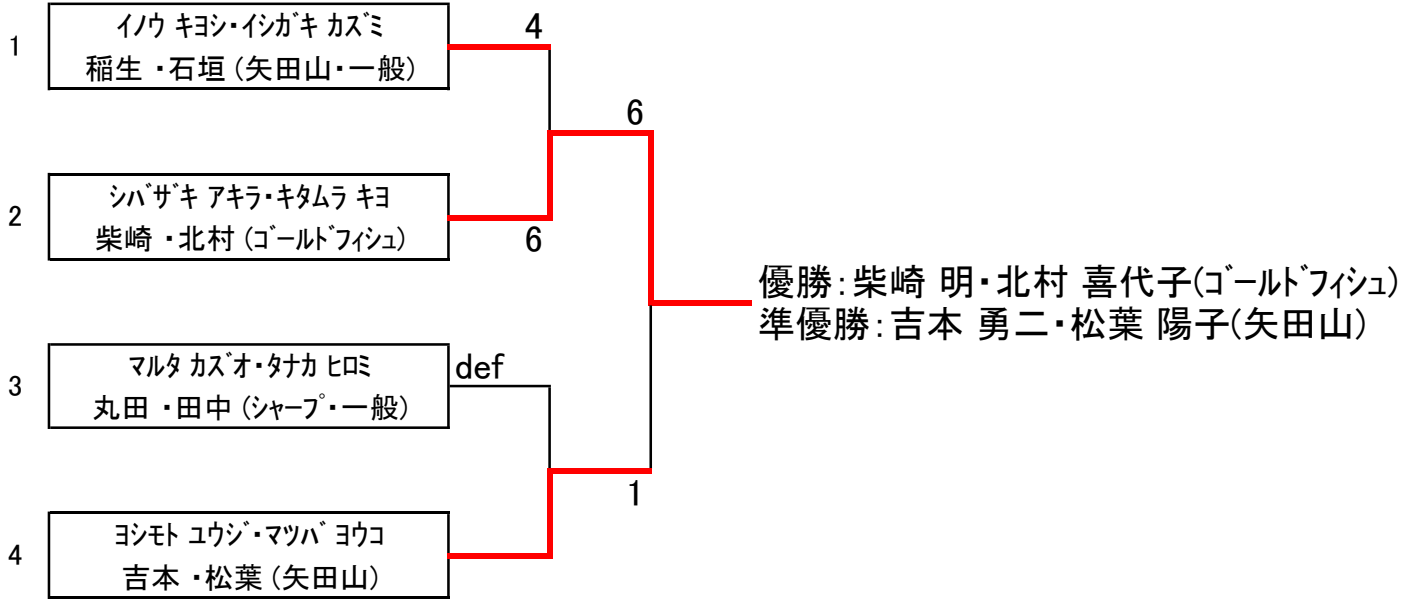 1
ｲﾉｳ ｷﾖｼ・ｲｼｶﾞｷ ｶｽﾞﾐ
稲生 ・石垣 (矢田山・一般)
4
6
2
ｼﾊﾞｻﾞｷ ｱｷﾗ・ｷﾀﾑﾗ ｷﾖ
柴崎 ・北村 (ｺﾞｰﾙﾄﾞﾌｨｼｭ)
6
優勝：柴崎 明・北村 喜代子(ｺﾞｰﾙﾄﾞﾌｨｼｭ)
準優勝：吉本 勇二・松葉 陽子(矢田山)
3
ﾏﾙﾀ ｶｽﾞｵ・ﾀﾅｶ ﾋﾛﾐ
丸田 ・田中 (ｼｬｰﾌﾟ・一般)
def
1
4
ﾖｼﾓﾄ ﾕｳｼﾞ・ﾏﾂﾊﾞ ﾖｳｺ
吉本 ・松葉 (矢田山)